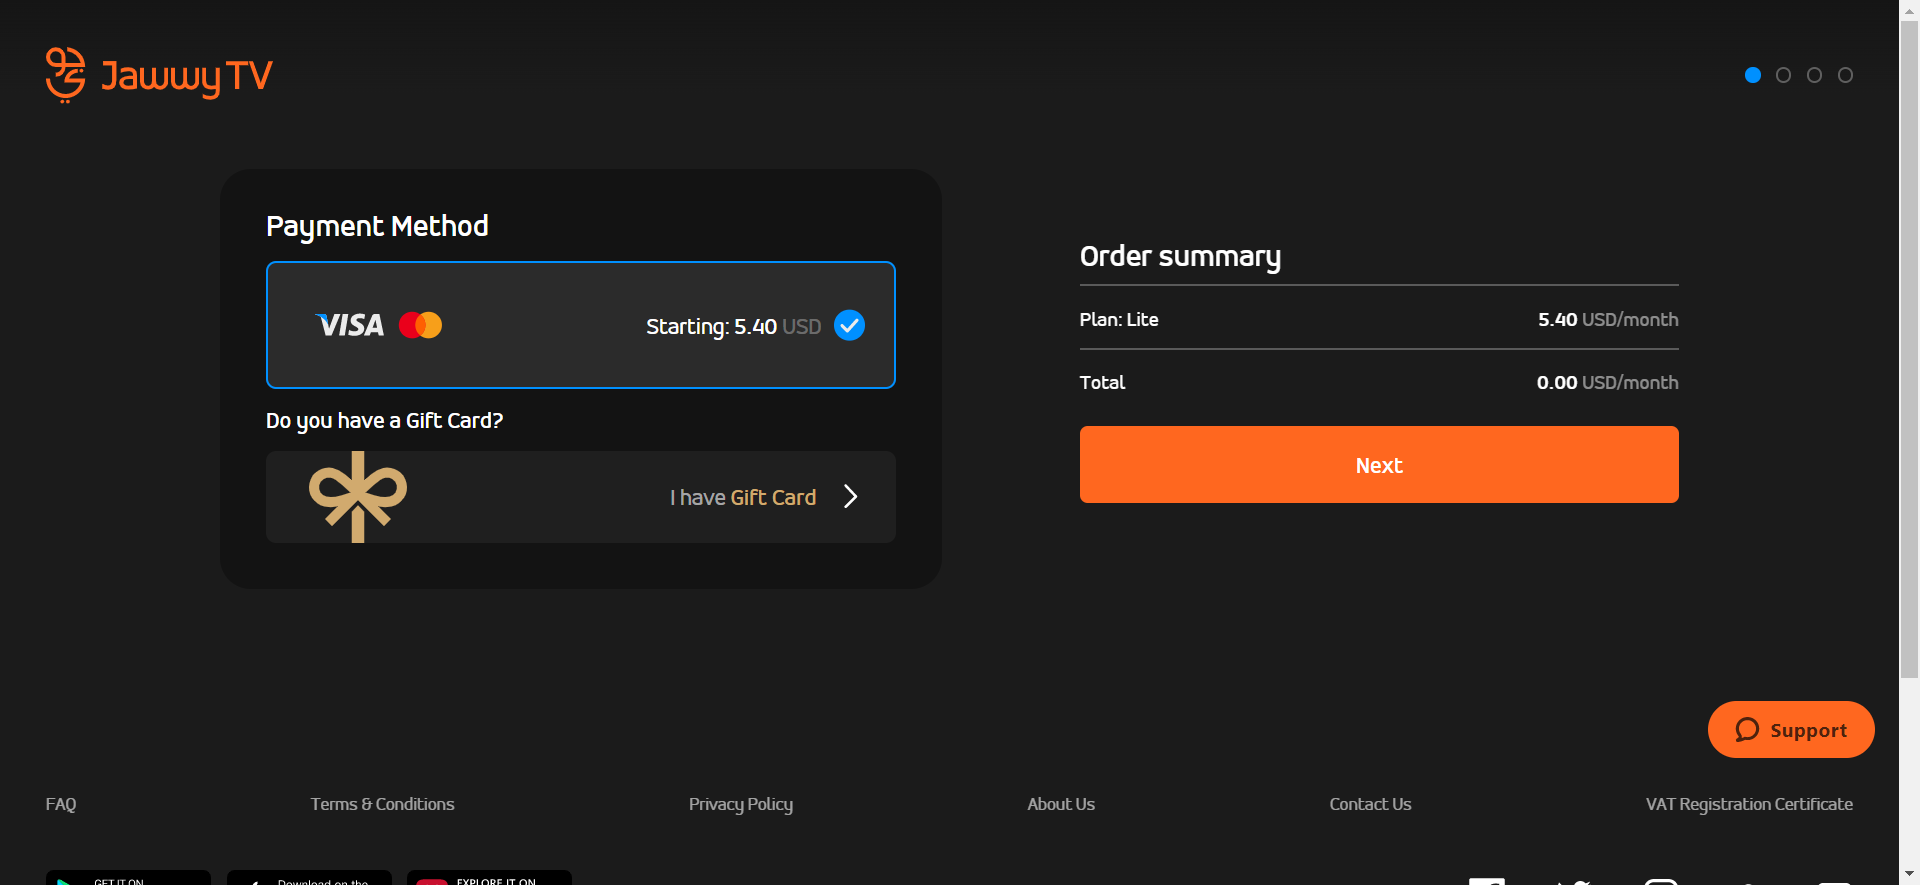 Jawwy TV
Payment Method
VISA
Starting: 5.40 USD
Do you have a Gift Card?
I have Gift Card
Order summary
Plan: Lite
5.40 USD/month
Total
0.00 USD/month
Next
Support
FAQ
Terms & Conditions
Privacy Policy
About Us
Contact Us
VAT Registration Certificate
GET IT ON
Download on the
EXPLORE IT ON